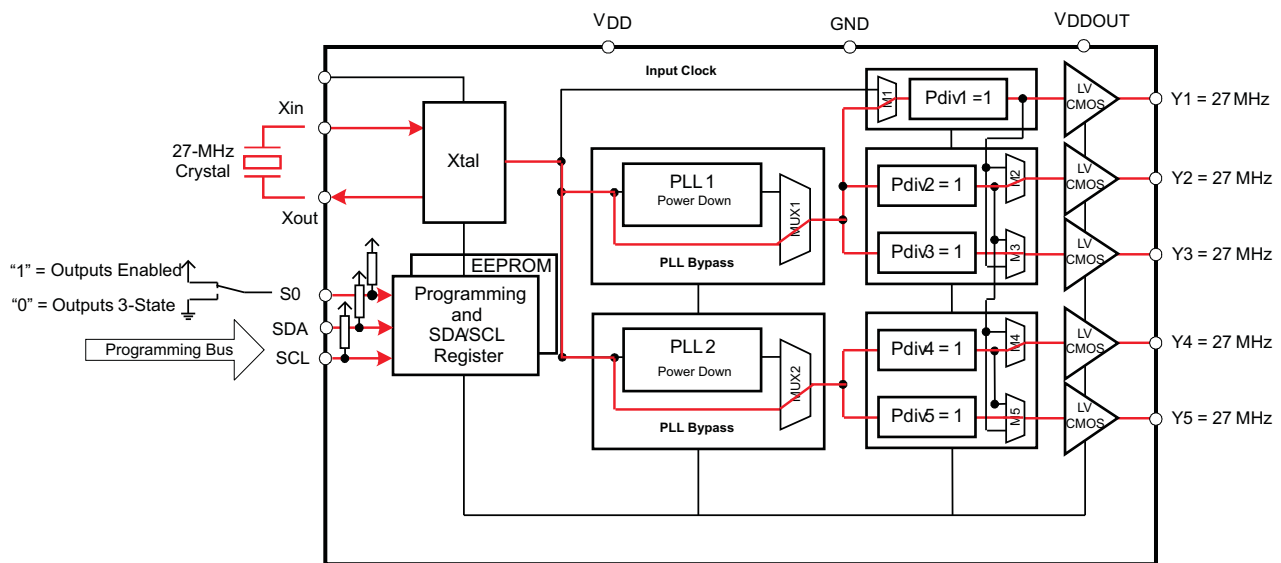 VDD
GND
VDDOUT
Input Clock
Xin
27-MHz
Crystal
Xout
Xtal
M1
Pdiv1 = 1
LV
CMOS
Y1 = 27 MHz
PLL 1
Power Down
MUX1
PLL Bypass
Pdiv2 = 1
M2
LV
CMOS
Y2 = 27 MHz
Pdiv3 = 1
M3
LV
CMOS
Y3 = 27 MHz
"1" = Outputs Enabled
"0" = Outputs 3-State
S0
SDA
SCL
Programming Bus
EEPROM
Programming
and
SDA/SCL
Register
PLL 2
Power Down
MUX2
PLL Bypass
Pdiv4 = 1
M4
LV
CMOS
Y4 = 27 MHz
Pdiv5 = 1
M5
LV
CMOS
Y5 = 27 MHz